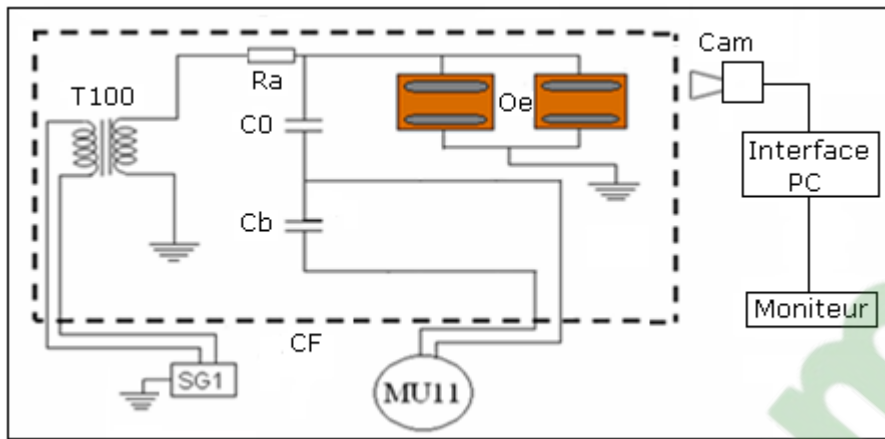 Cam
T100
Ra
Oe
C0
Interface
PC
Cb
Moniteur
CF
SG1
MU11